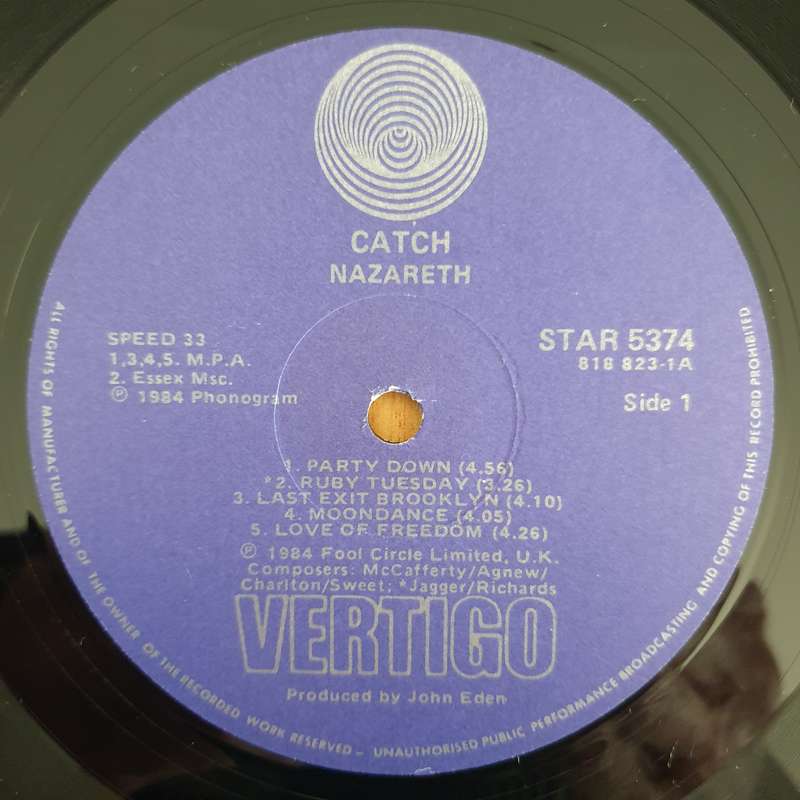 CATCH
NAZARETH
SPEED 33
1,3,4,5. M.P.A.
2. Essex Msc.
℗ 1984 Phonogram
STAR 5374
818 823-1A
Side 1
1. PARTY DOWN (4.56)
*2. RUBY TUESDAY (3.26)
3. LAST EXIT BROOKLYN (4.10)
4. MOONDANCE (4.05)
5. LOVE OF FREEDOM (4.26)
℗ 1984 Fool Circle Limited, U.K.
Composers: McCafferty/Agnew/
Charlton/Sweet; *Jagger/Richards
VERTIGO
Produced by John Eden
ALL RIGHTS OF MANUFACTURER AND OF THE OWNER OF THE RECORDED WORK RESERVED – UNAUTHORISED PUBLIC PERFORMANCE BROADCASTING AND COPYING OF THIS RECORD PROHIBITED